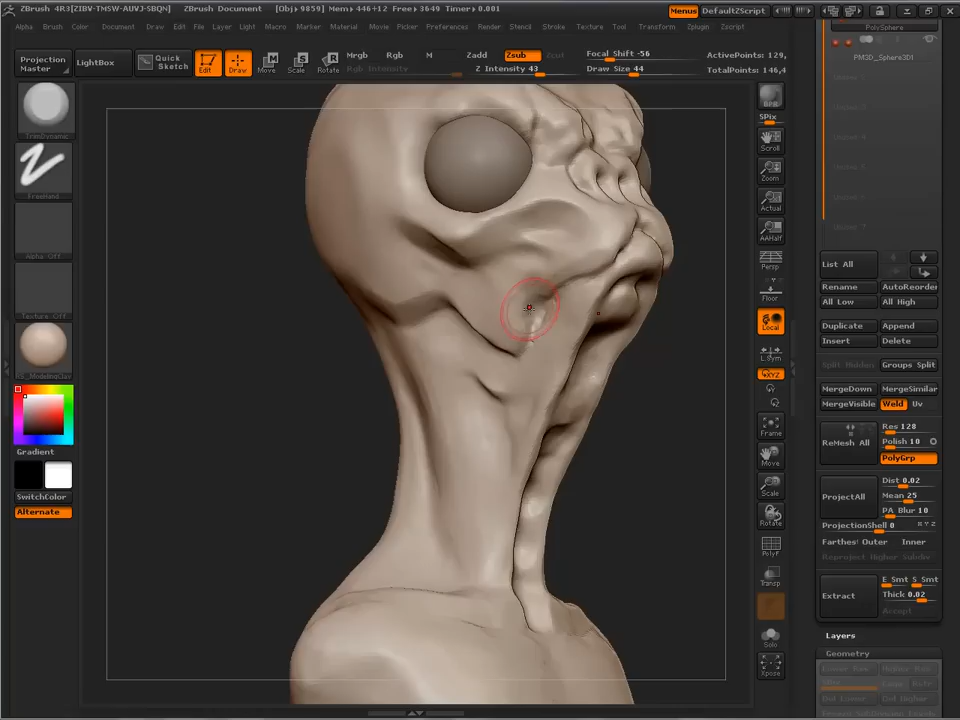 ZBrush 4R3[ZIBV-TMSW-AUVJ-SBQN] ZBrush Document [Obj] 9859] Mem▸446+12 Free▸3649 Timer▸0.001 Menus DefaultZScript
Alpha Brush Color Document Draw Edit File Layer Light Macro Marker Material Movie Picker Preferences Render Stencil Stroke Texture Tool Transform Zplugin Zscript
Projection Master
LightBox
Quick Sketch
Edit
Draw
Move
Scale
Rotate
Mrgb Rgb M
Rgb Intensity
Zadd Zsub Zcut
Z Intensity 43
Focal Shift -56
Draw Size 44
ActivePoints: 129,
TotalPoints: 146,4
TrimDynamic
FreeHand
Alpha Off
Texture Off
Gradient
SwitchColor
Alternate
BPR
SPix
Scroll
Zoom
Actual
AAHalf
Persp
Floor
Local
L.Sym
XYZ
Frame
Move
Scale
Rotate
PolyF
Transp
Solo
Xpose
PolySphere
PM3D_Sphere3D1
List All
Rename AutoReorder
All Low All High
Duplicate Append
Insert Delete
Split Hidden Groups Split
MergeDown MergeSimilar
MergeVisible Weld Uv
ReMesh All
Res 128
Polish 10
PolyGrp
ProjectAll
Dist 0.02
Mean 25
PA Blur 10
ProjectionShell 0 X Y Z
Farthes Outer Inner
Reproject Higher Subdiv
Extract
E Smt S Smt
Thick 0.02
Accept
Layers
Geometry